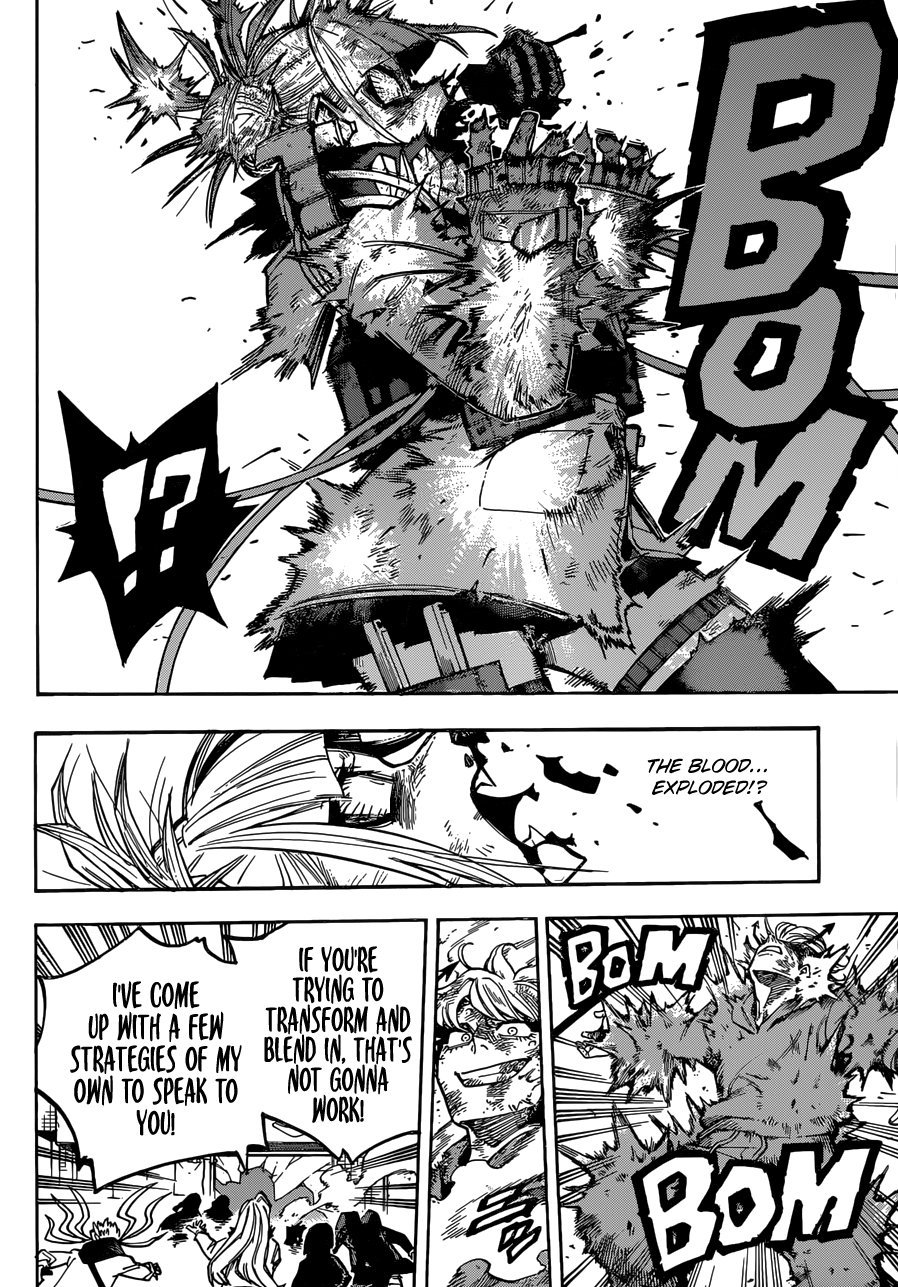 BOM
!?
THE BLOOD...
EXPLODED!?
BOM
BOM
IF YOU'RE
TRYING TO
TRANSFORM AND
BLEND IN, THAT'S
NOT GONNA
WORK!
I'VE COME
UP WITH A FEW
STRATEGIES OF MY
OWN TO SPEAK TO
YOU!